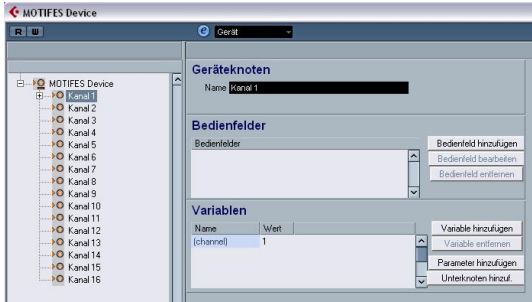 MOTIFES Device
R W
e Gerät
MOTIFES Device
Kanal 1
Kanal 2
Kanal 3
Kanal 4
Kanal 5
Kanal 6
Kanal 7
Kanal 8
Kanal 9
Kanal 10
Kanal 11
Kanal 12
Kanal 13
Kanal 14
Kanal 15
Kanal 16
Geräteknoten
Name Kanal 1
Bedienfelder
Bedienfelder
Bedienfeld hinzufügen
Bedienfeld bearbeiten
Bedienfeld entfernen
Variablen
Name Wert
(channel) 1
Variable hinzufügen
Variable entfernen
Parameter hinzufügen
Unterknoten hinzuf.